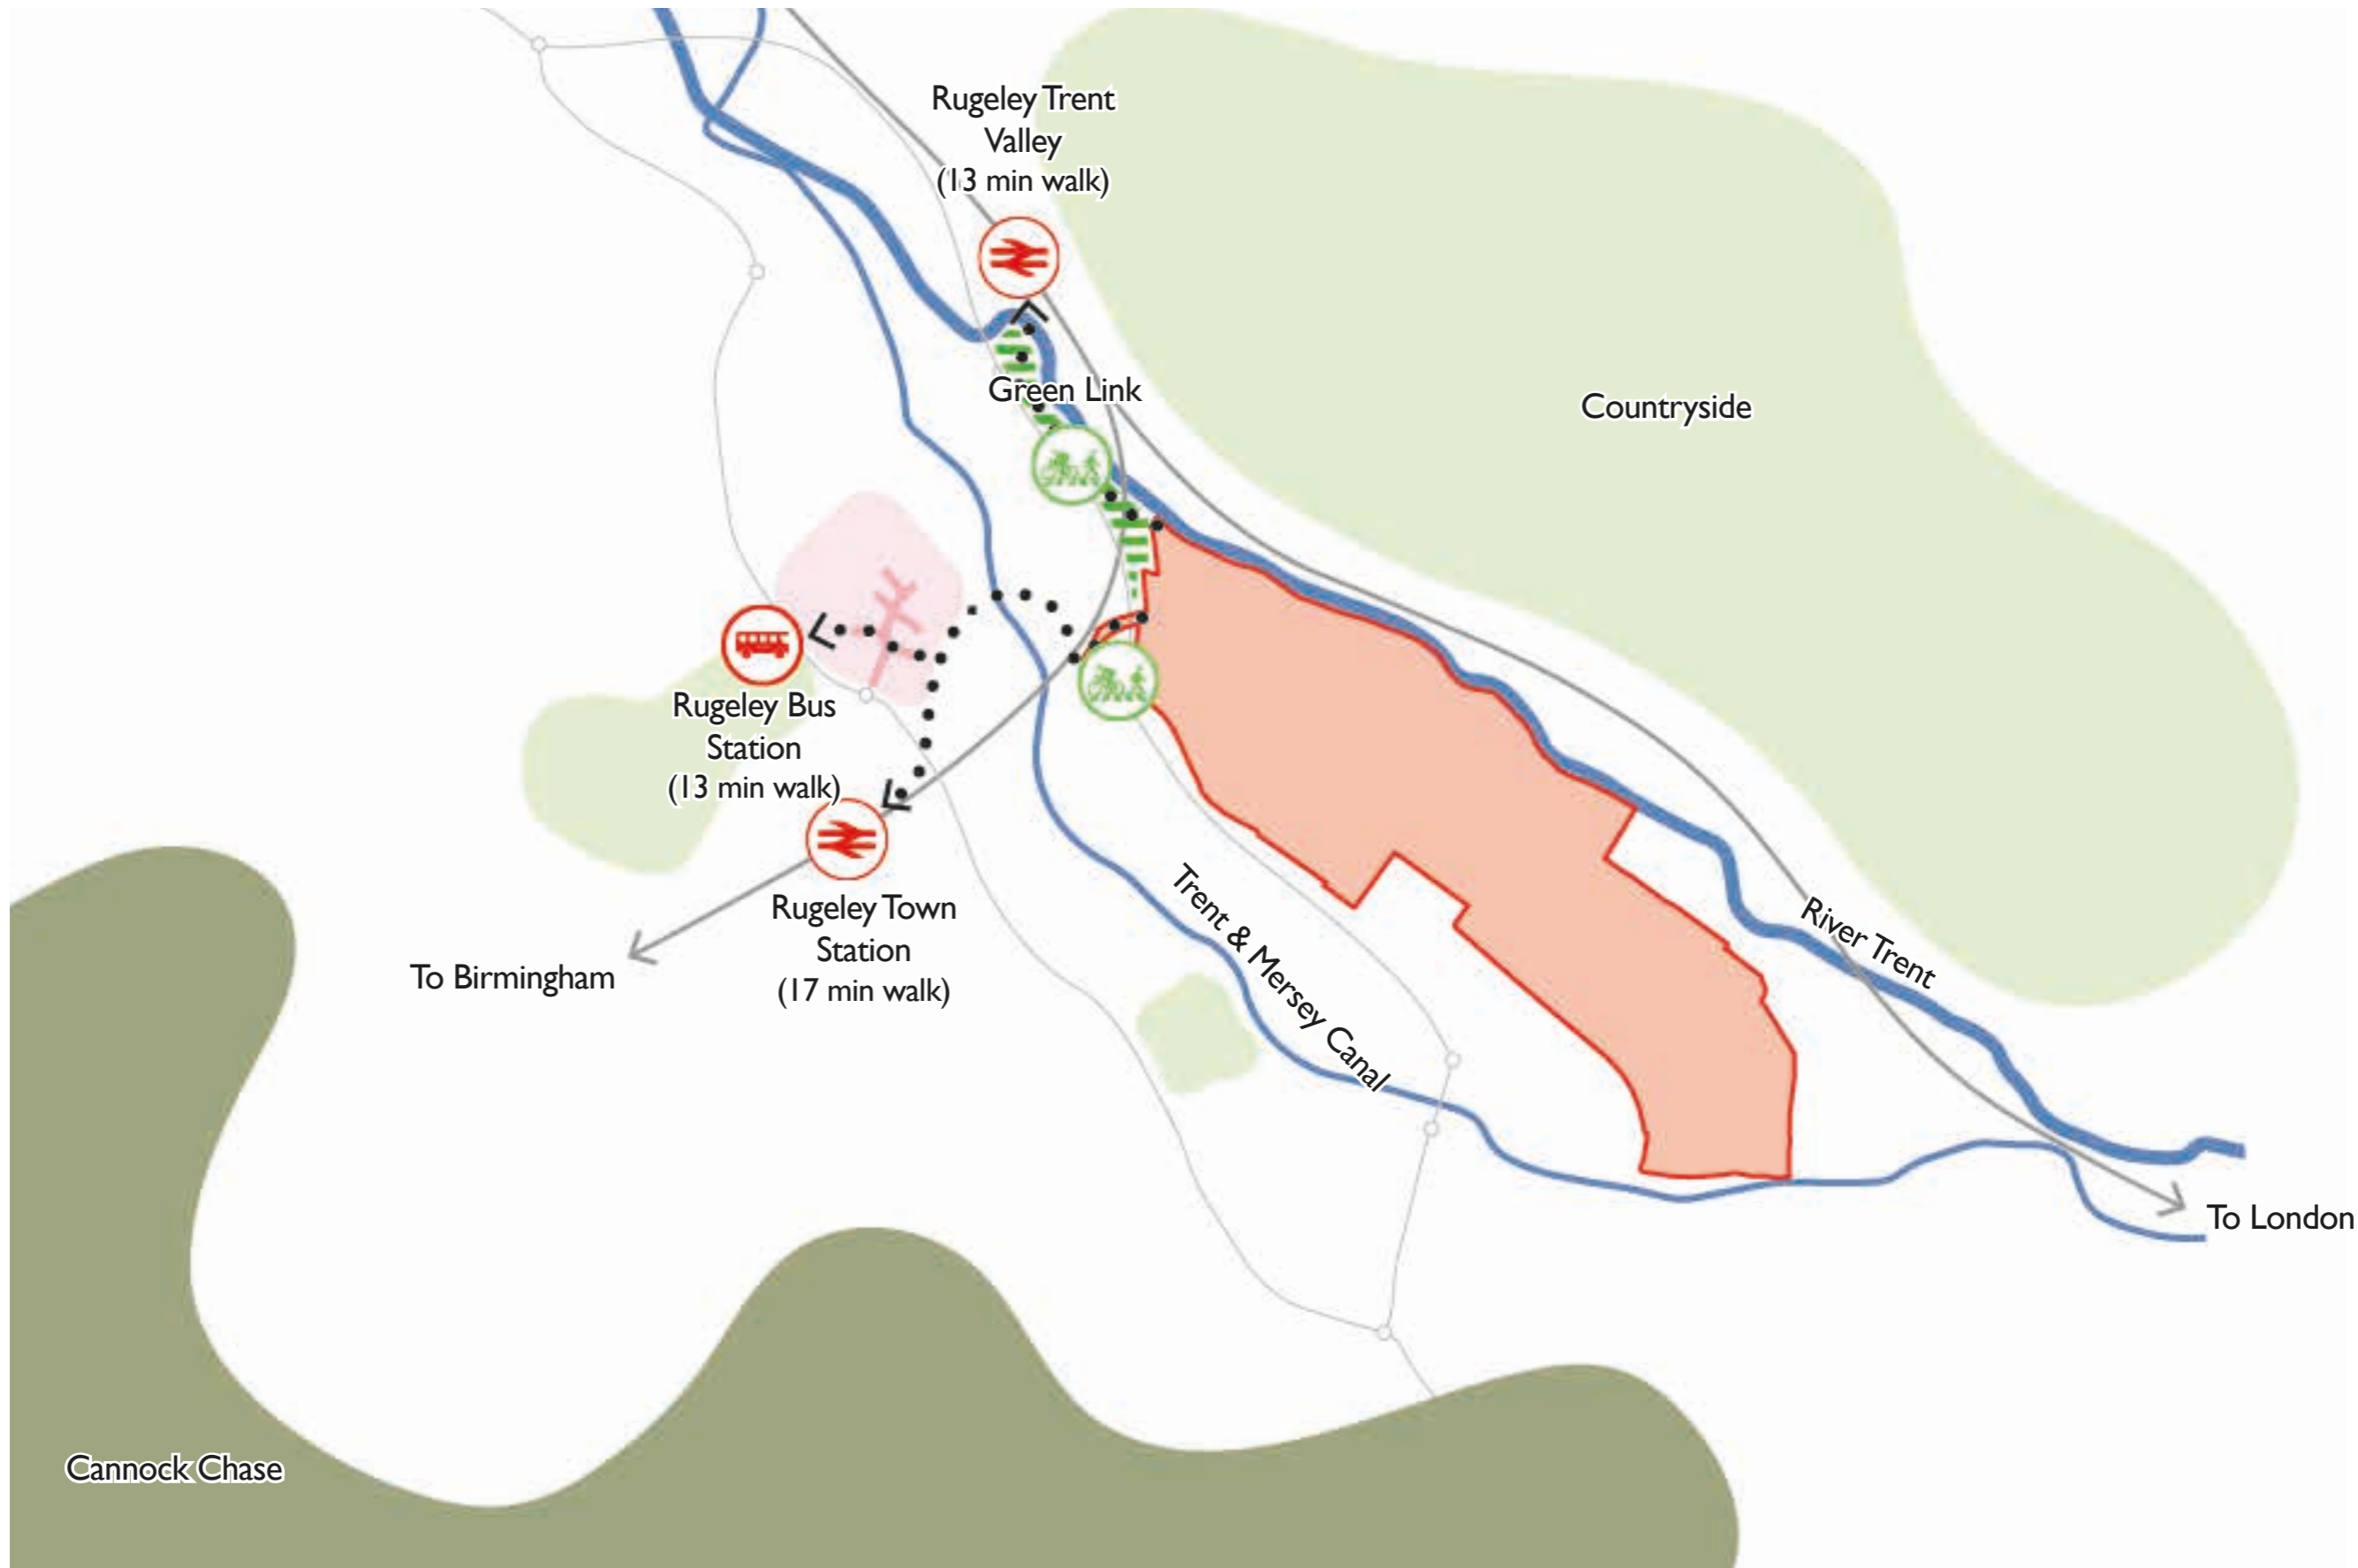 Rugeley Trent
Valley
(13 min walk)
Green Link
Countryside
Rugeley Bus
Station
(13 min walk)
Rugeley Town
Station
(17 min walk)
To Birmingham
Trent & Mersey Canal
River Trent
To London
Cannock Chase